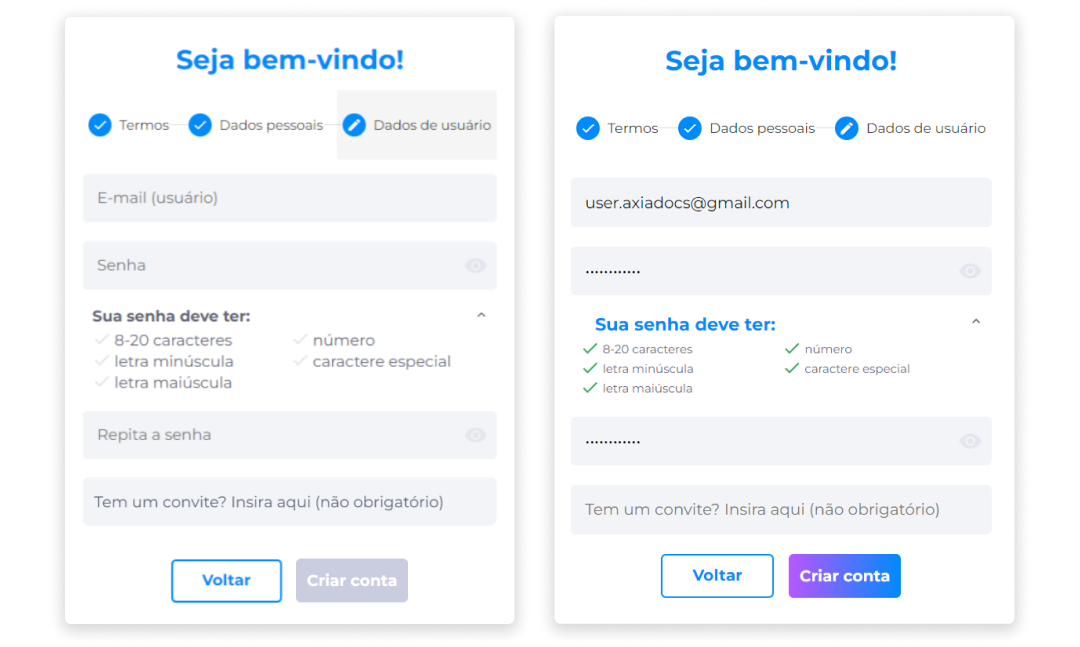 Seja bem-vindo!
Termos Dados pessoais Dados de usuário
E-mail (usuário)
Senha
Sua senha deve ter:
8-20 caracteres número
letra minúscula caractere especial
letra maiúscula
Repita a senha
Tem um convite? Insira aqui (não obrigatório)
Voltar Criar conta
Seja bem-vindo!
Termos Dados pessoais Dados de usuário
user.axiadocs@gmail.com
••••••••••••
Sua senha deve ter:
8-20 caracteres número
letra minúscula caractere especial
letra maiúscula
••••••••••••
Tem um convite? Insira aqui (não obrigatório)
Voltar Criar conta